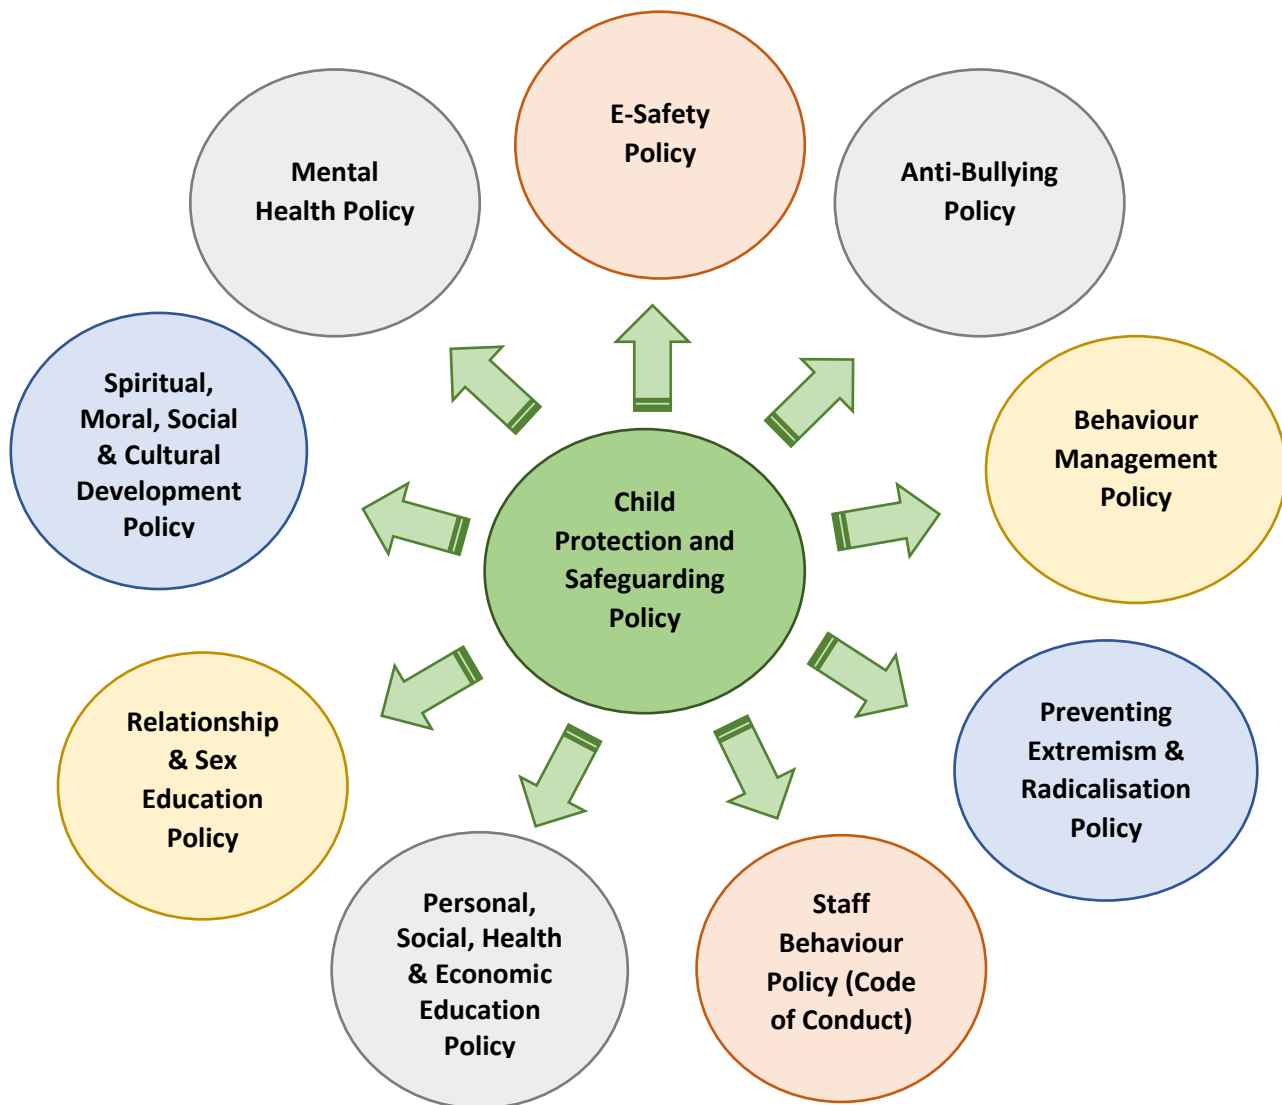 E-Safety
Policy
Mental
Health Policy
Anti-Bullying
Policy
Spiritual,
Moral, Social
& Cultural
Development
Policy
Behaviour
Management
Policy
Child
Protection and
Safeguarding
Policy
Relationship
& Sex
Education
Policy
Preventing
Extremism &
Radicalisation
Policy
Personal,
Social, Health
& Economic
Education
Policy
Staff
Behaviour
Policy (Code
of Conduct)